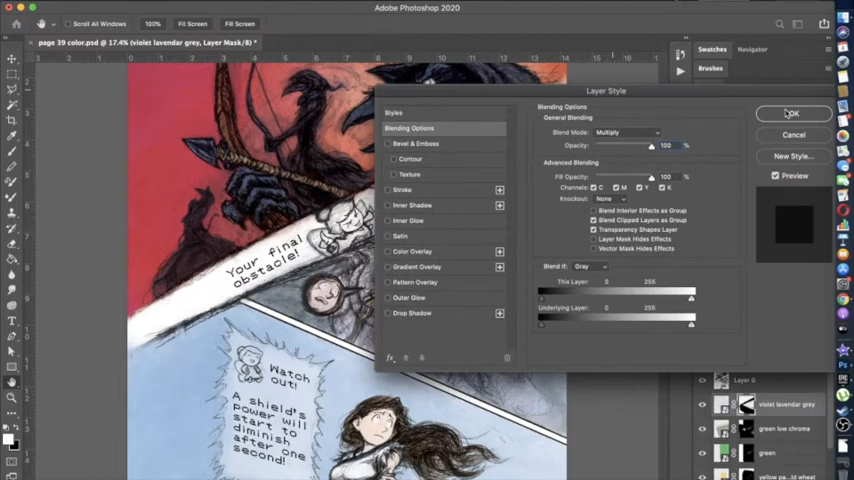 Adobe Photoshop 2020
Scroll All Windows
100%
Fit Screen
Fill Screen
page 39 color.psd @ 17.4% (violet lavendar grey, Layer Mask/8) *
Swatches
Navigator
Brushes
Layer Style
Styles
Blending Options
Bevel & Emboss
Contour
Texture
Stroke
Inner Shadow
Inner Glow
Satin
Color Overlay
Gradient Overlay
Pattern Overlay
Outer Glow
Drop Shadow
fx
Blending Options
General Blending
Blend Mode: Multiply
Opacity: 100 %
Advanced Blending
Fill Opacity: 100 %
Channels: C M Y K
Knockout: None
Blend Interior Effects as Group
Blend Clipped Layers as Group
Transparency Shapes Layer
Layer Mask Hides Effects
Vector Mask Hides Effects
Blend If: Gray
This Layer: 0 255
Underlying Layer: 0 255
OK
Cancel
New Style...
Preview
Your final
obstacle!
Watch
out!
A shield's
power will
start to
diminish
after one
second!
Layer 0
violet lavendar grey
green low chroma
green
yellow pa...ld wheat